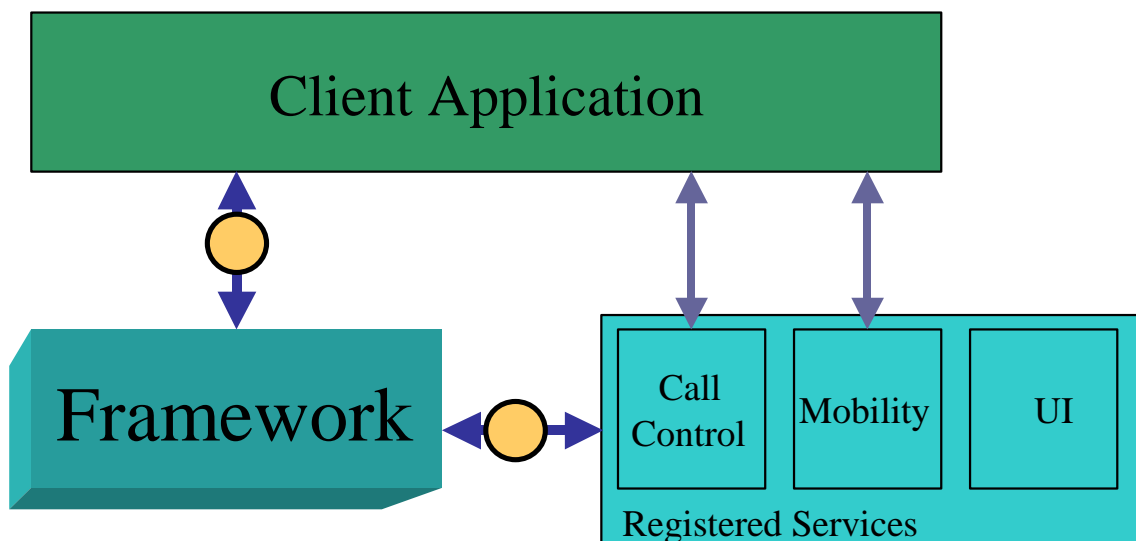 Client Application
Framework
Call
Control
Mobility
UI
Registered Services